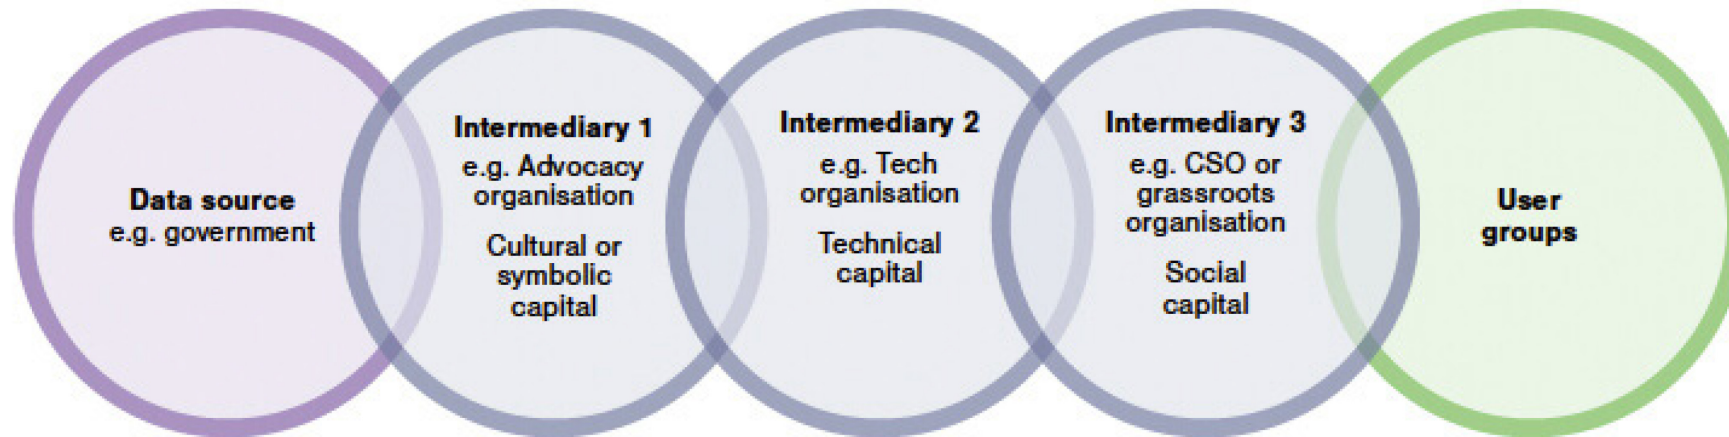 Data source
e.g. government
Intermediary 1
e.g. Advocacy
organisation
Cultural or
symbolic
capital
Intermediary 2
e.g. Tech
organisation
Technical
capital
Intermediary 3
e.g. CSO or
grassroots
organisation
Social
capital
User
groups